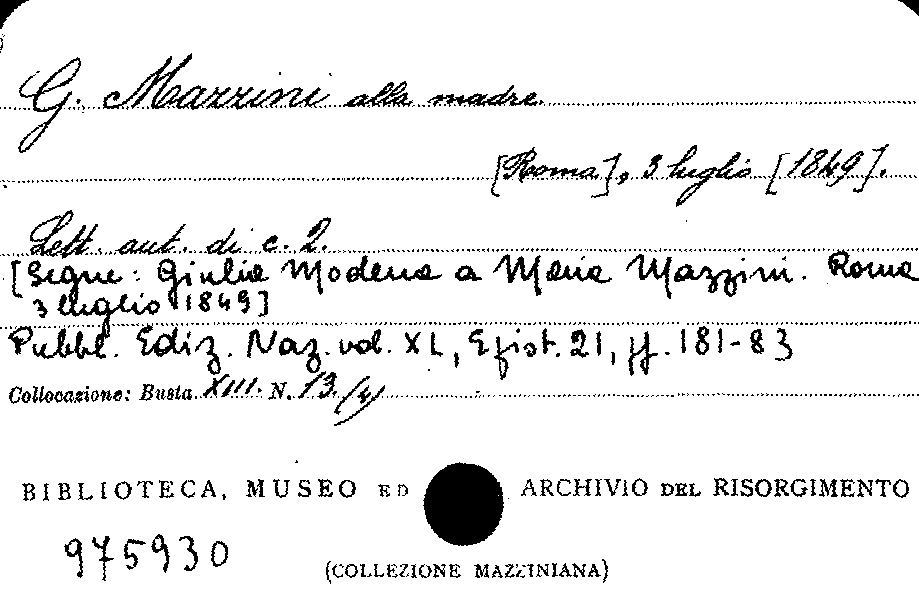 G. Mazzini alla madre.
[Roma], 3 luglio [1849].
Lett. aut. di c. 2.
[Segue: Giulia Modena a Maria Mazzini. Roma
3 luglio 1849]
Pubbl. Ediz. Naz. vol. XL, Epist. 21, pp. 181-83
Collocazione: Busta XIII. N. 13./(4)
BIBLIOTECA, MUSEO ED ARCHIVIO DEL RISORGIMENTO
975930
(COLLEZIONE MAZZINIANA)